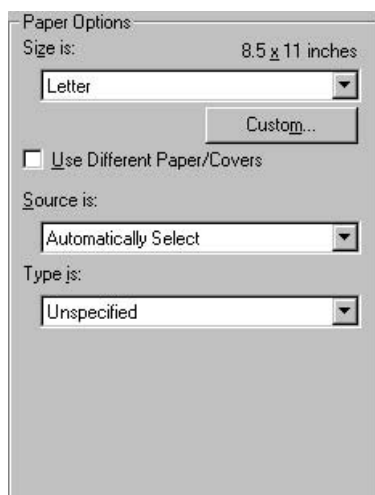 Paper Options
Size is: 8.5 x 11 inches
Letter
Custom...
Use Different Paper/Covers
Source is:
Automatically Select
Type is:
Unspecified